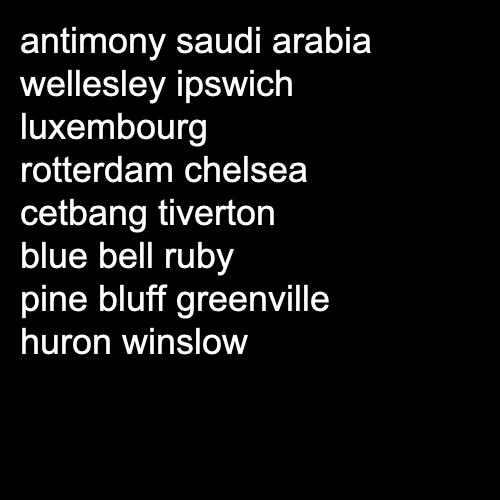 antimony saudi arabia
wellesley ipswich
luxembourg
rotterdam chelsea
cetbang tiverton
blue bell ruby
pine bluff greenville
huron winslow